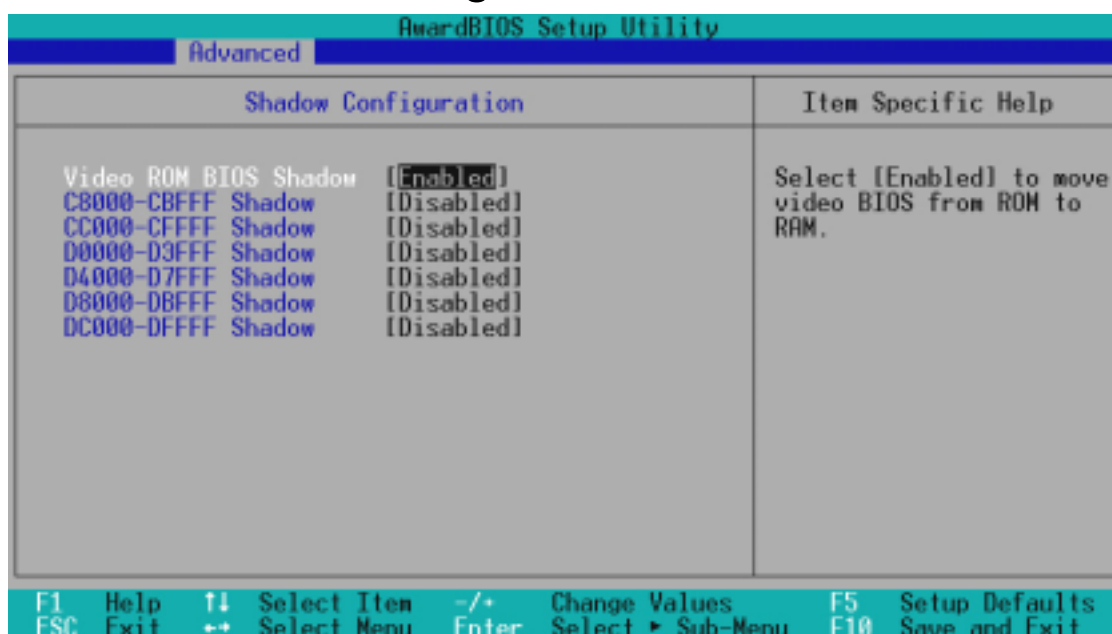 AwardBIOS Setup Utility
Advanced
Shadow Configuration
Item Specific Help
Video ROM BIOS Shadow [Enabled]
C8000-CBFFF Shadow [Disabled]
CC000-CFFFF Shadow [Disabled]
D0000-D3FFF Shadow [Disabled]
D4000-D7FFF Shadow [Disabled]
D8000-DBFFF Shadow [Disabled]
DC000-DFFFF Shadow [Disabled]
Select [Enabled] to move
video BIOS from ROM to
RAM.
F1 Help ↑↓ Select Item -/+ Change Values F5 Setup Defaults
ESC Exit ←→ Select Menu Enter Select ► Sub-Menu F10 Save and Exit